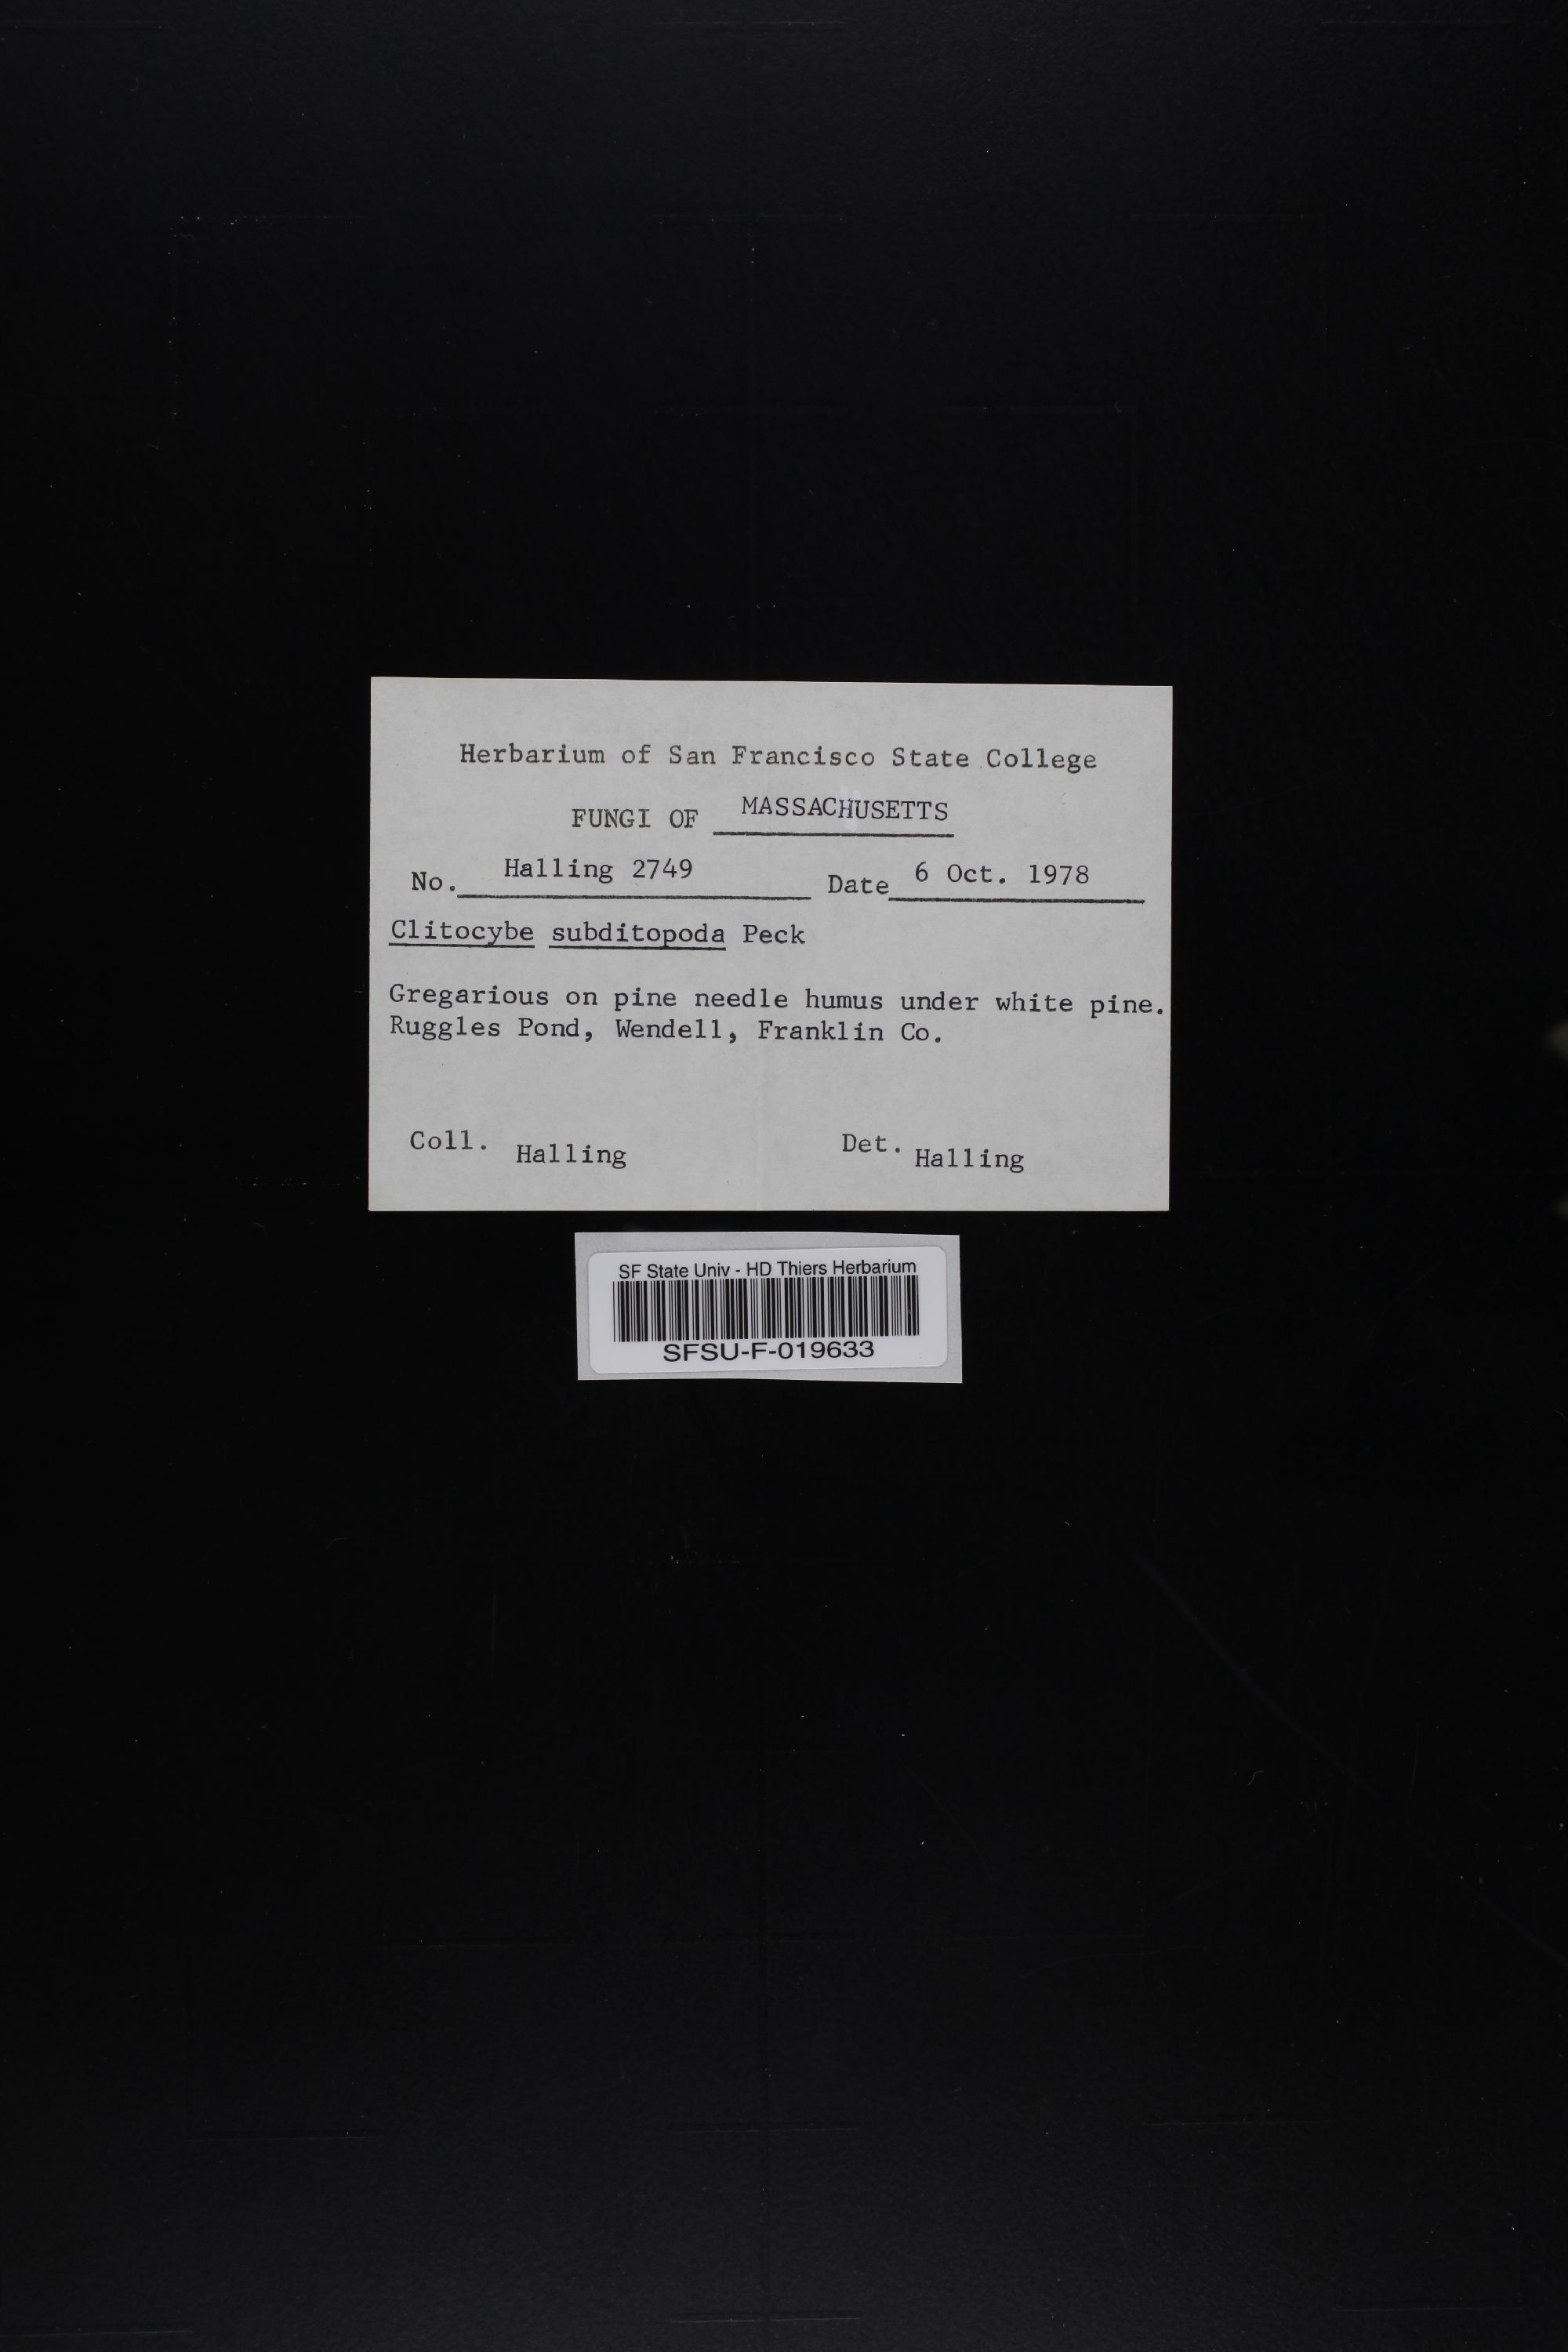 Herbarium of San Francisco State College
FUNGI OF MASSACHUSETTS
No. Halling 2749 Date 6 Oct. 1978
Clitocybe subditopoda Peck
Gregarious on pine needle humus under white pine.
Ruggles Pond, Wendell, Franklin Co.
Coll. Halling Det. Halling
SF State Univ - HD Thiers Herbarium
SFSU-F-019633